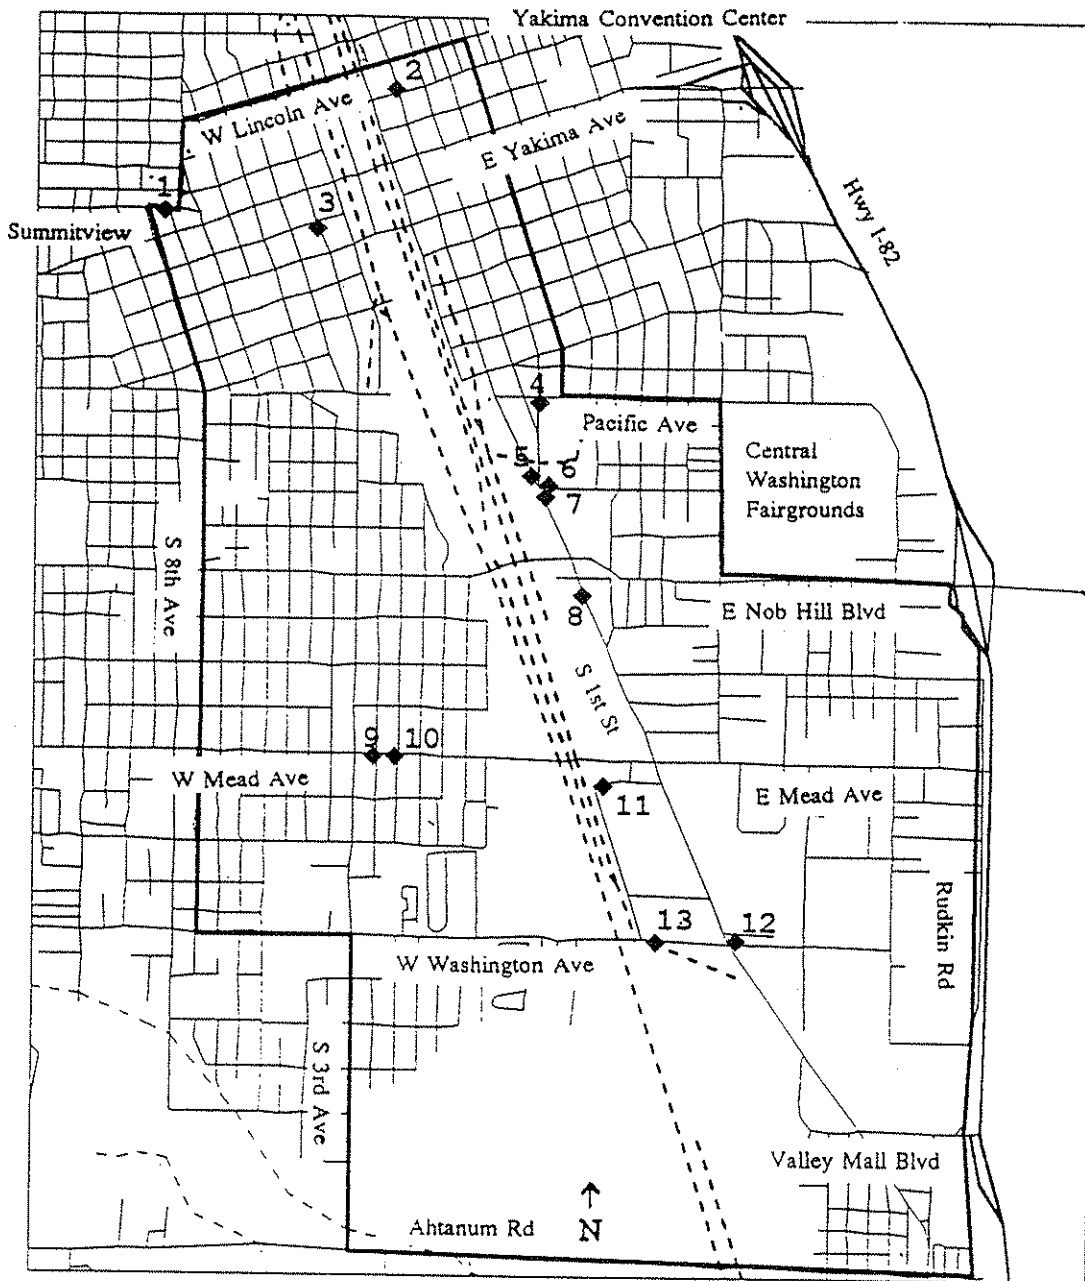 Yakima Convention Center
2
W Lincoln Ave
E Yakima Ave
1
3
Hwy I-82
Summitview
4
Pacific Ave
5
6
7
Central
Washington
Fairgrounds
S 8th Ave
8
E Nob Hill Blvd
S 1st St
9
10
W Mead Ave
11
E Mead Ave
13
12
Rudkin Rd
W Washington Ave
S 3rd Ave
Valley Mall Blvd
Ahtanum Rd
N